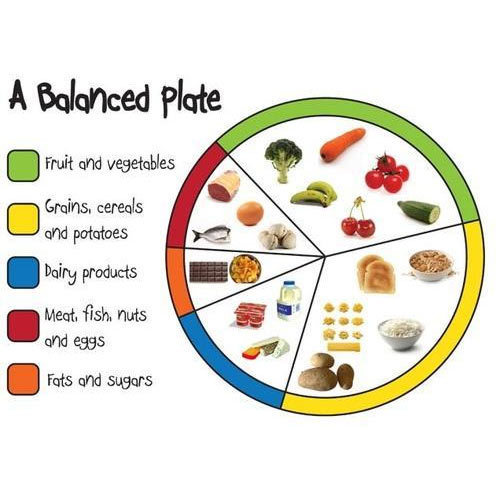 A Balanced Plate
Fruit and vegetables
Grains, cereals
and potatoes
Dairy products
Meat, fish, nuts
and eggs
Fats and sugars